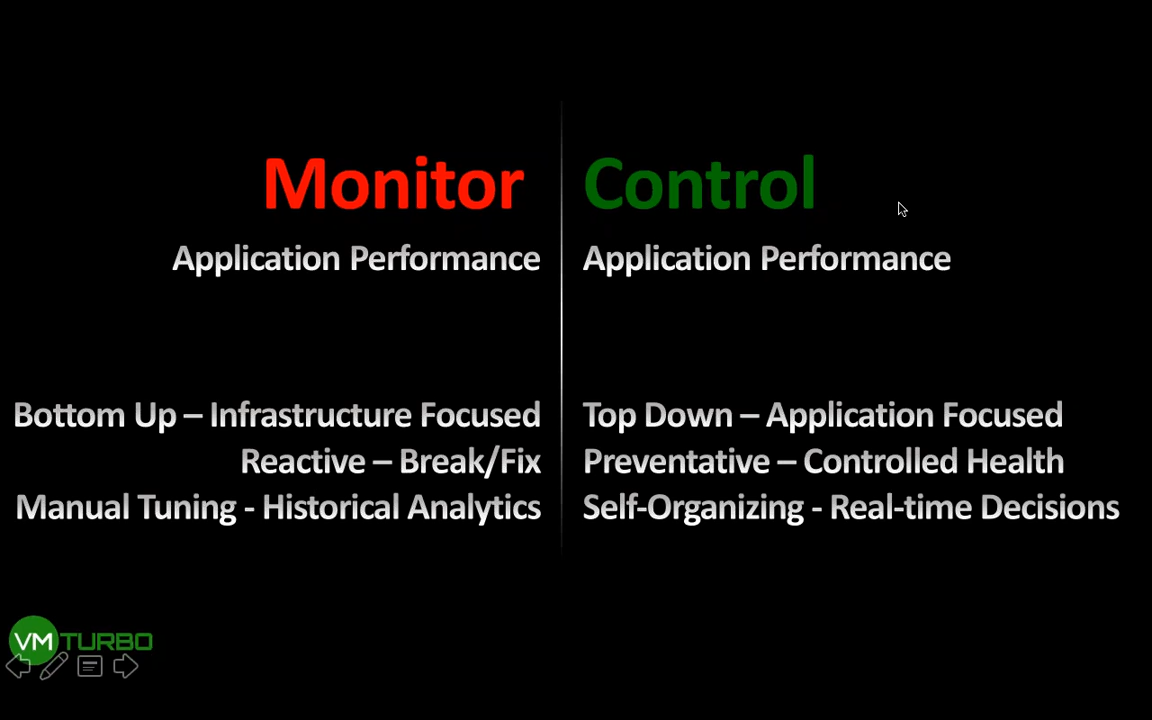 Monitor
Application Performance
Bottom Up – Infrastructure Focused
Reactive – Break/Fix
Manual Tuning - Historical Analytics
Control
Application Performance
Top Down – Application Focused
Preventative – Controlled Health
Self-Organizing - Real-time Decisions
VMTURBO